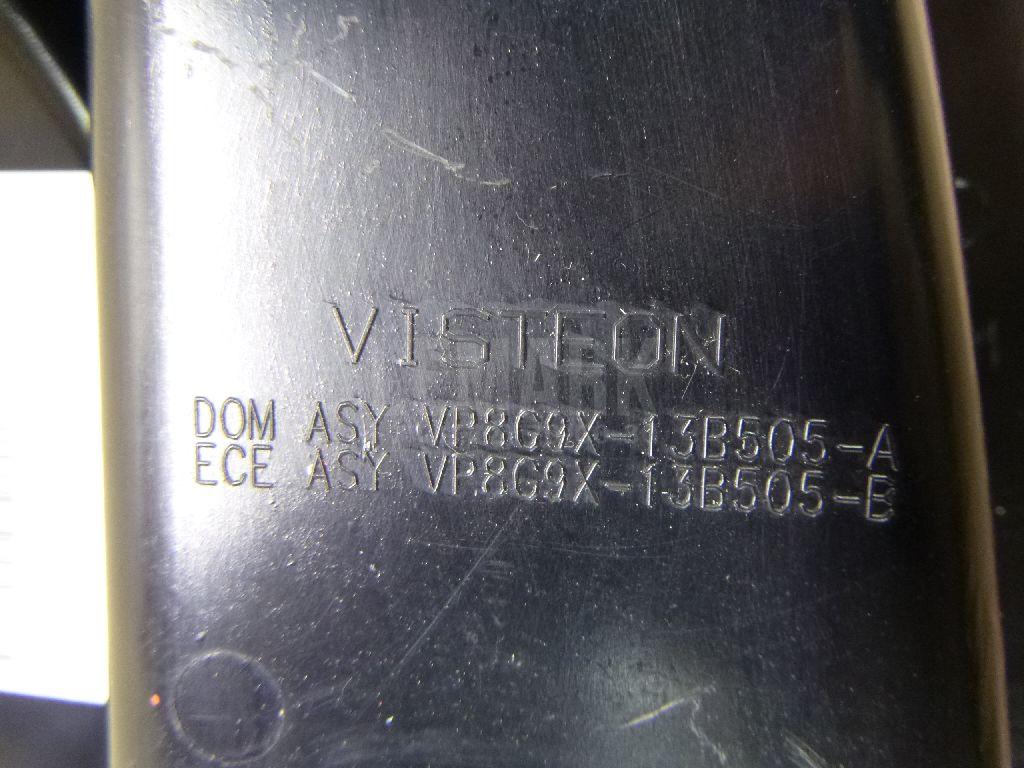 VISTEON
DOM ASY VP8G9X-13B505-A
ECE ASY VP8G9X-13B505-B